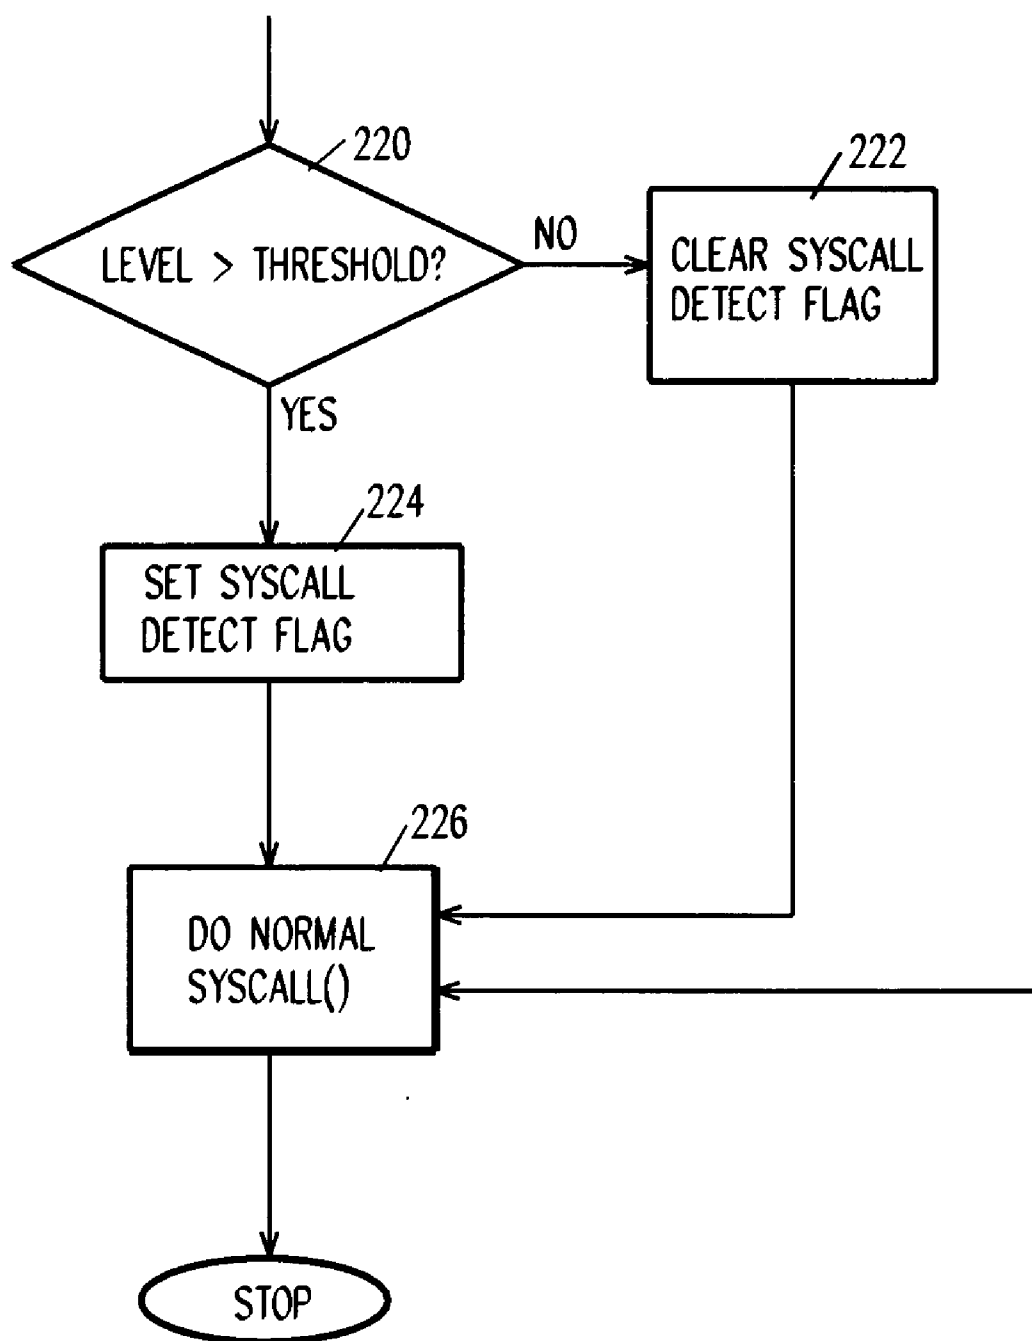 220
LEVEL > THRESHOLD?
NO
222
CLEAR SYSCALL
DETECT FLAG
YES
224
SET SYSCALL
DETECT FLAG
226
DO NORMAL
SYSCALL()
STOP